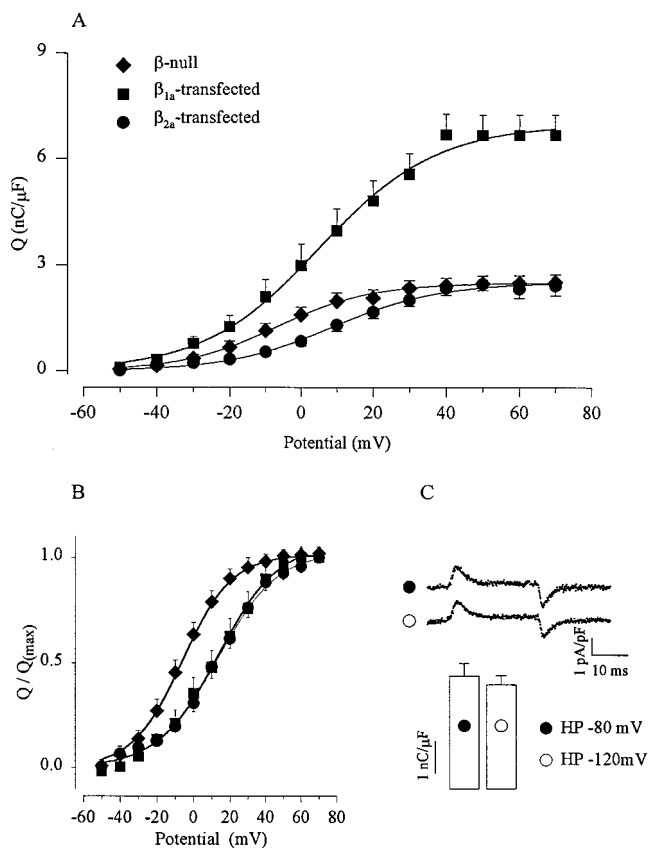 A
9
6
3
0
Q (nC/μF)
β-null
β1a-transfected
β2a-transfected
-60 -40 -20 0 20 40 60 80
Potential (mV)
B
1.0
0.5
0.0
Q / Q(max)
-60 -40 -20 0 20 40 60 80
Potential (mV)
C
1 pA/pF
10 ms
1 nC/μF
HP -80 mV
HP -120mV